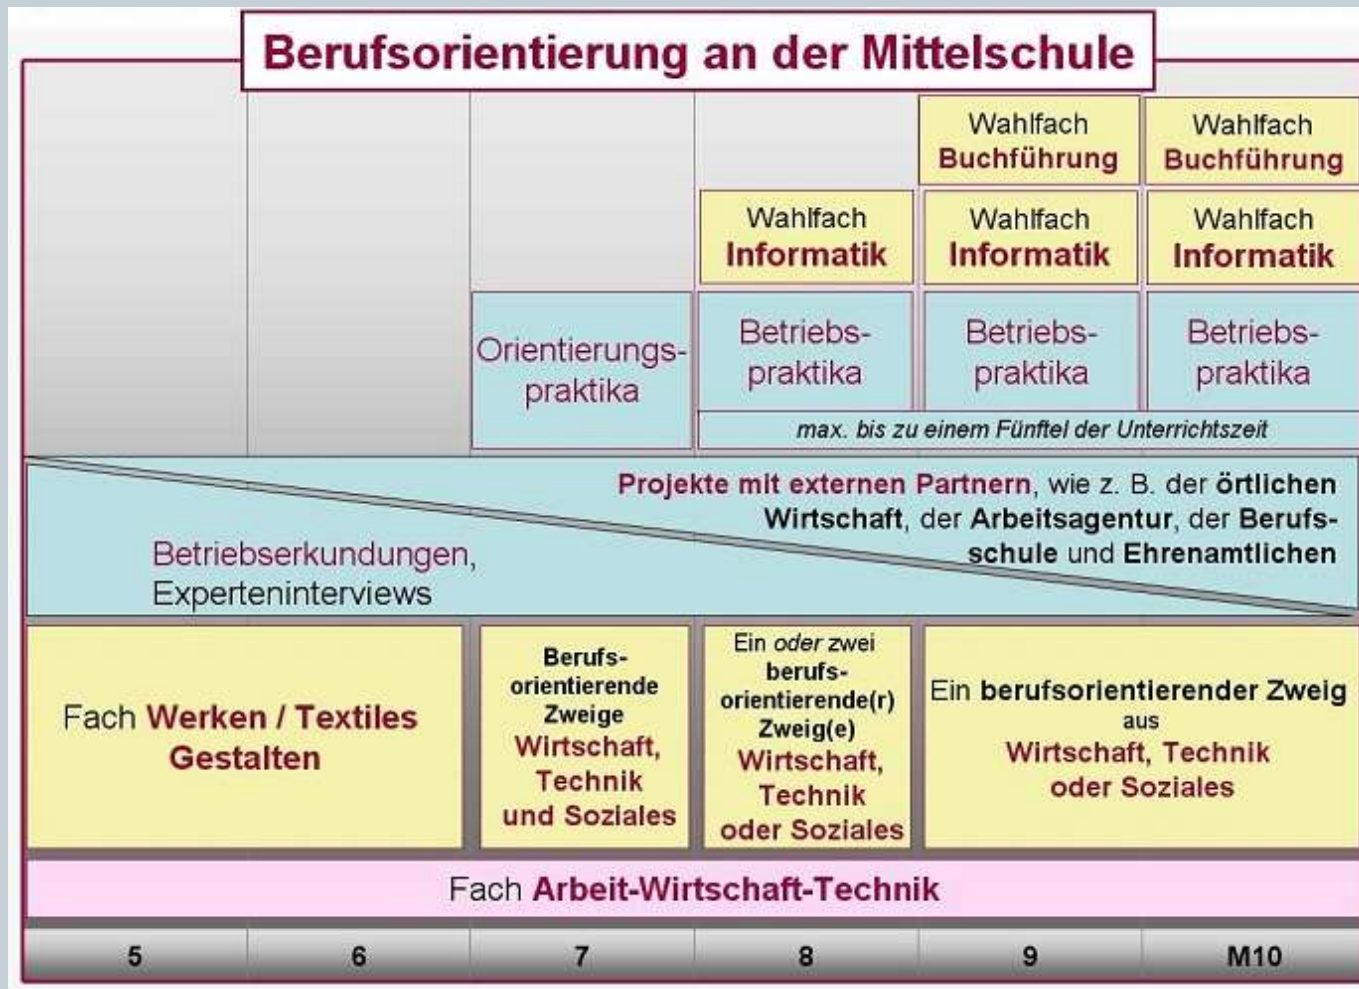 Berufsorientierung an der Mittelschule
Wahlfach
Buchführung
Wahlfach
Buchführung
Wahlfach
Informatik
Wahlfach
Informatik
Wahlfach
Informatik
Orientierungs-
praktika
Betriebs-
praktika
Betriebs-
praktika
Betriebs-
praktika
max. bis zu einem Fünftel der Unterrichtszeit
Projekte mit externen Partnern, wie z. B. der örtlichen
Wirtschaft, der Arbeitsagentur, der Berufs-
schule und Ehrenamtlichen
Betriebserkundungen,
Experteninterviews
Fach Werken / Textiles
Gestalten
Berufs-
orientierende
Zweige
Wirtschaft,
Technik
und Soziales
Ein oder zwei
berufs-
orientierende(r)
Zweig(e)
Wirtschaft,
Technik
oder Soziales
Ein berufsorientierender Zweig
aus
Wirtschaft, Technik
oder Soziales
Fach Arbeit-Wirtschaft-Technik
5 6 7 8 9 M10